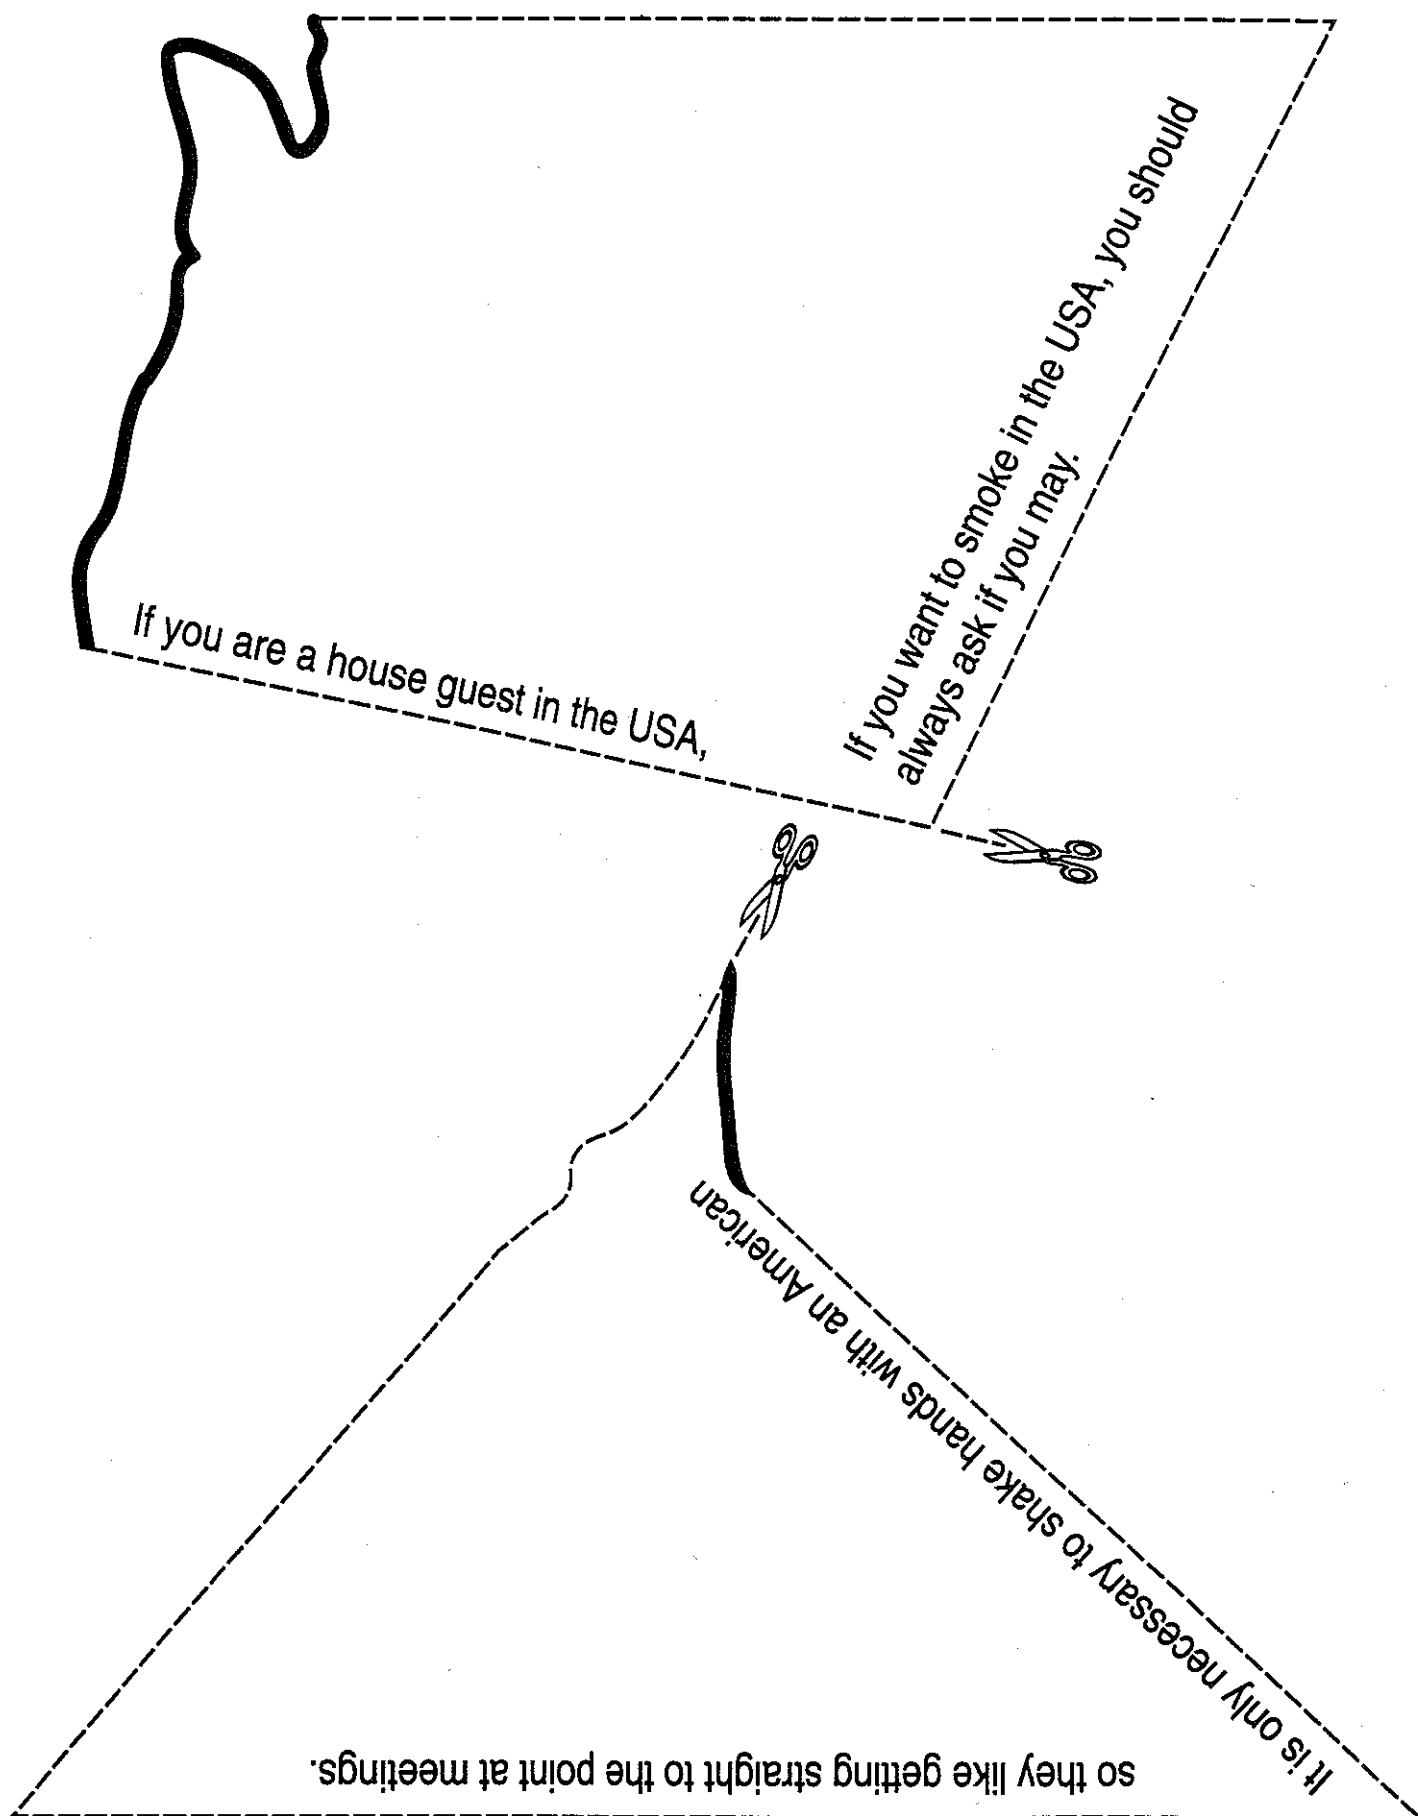 If you are a house guest in the USA,
If you want to smoke in the USA, you should
always ask if you may.
It is only necessary to shake hands with an American
so they like getting straight to the point at meetings.